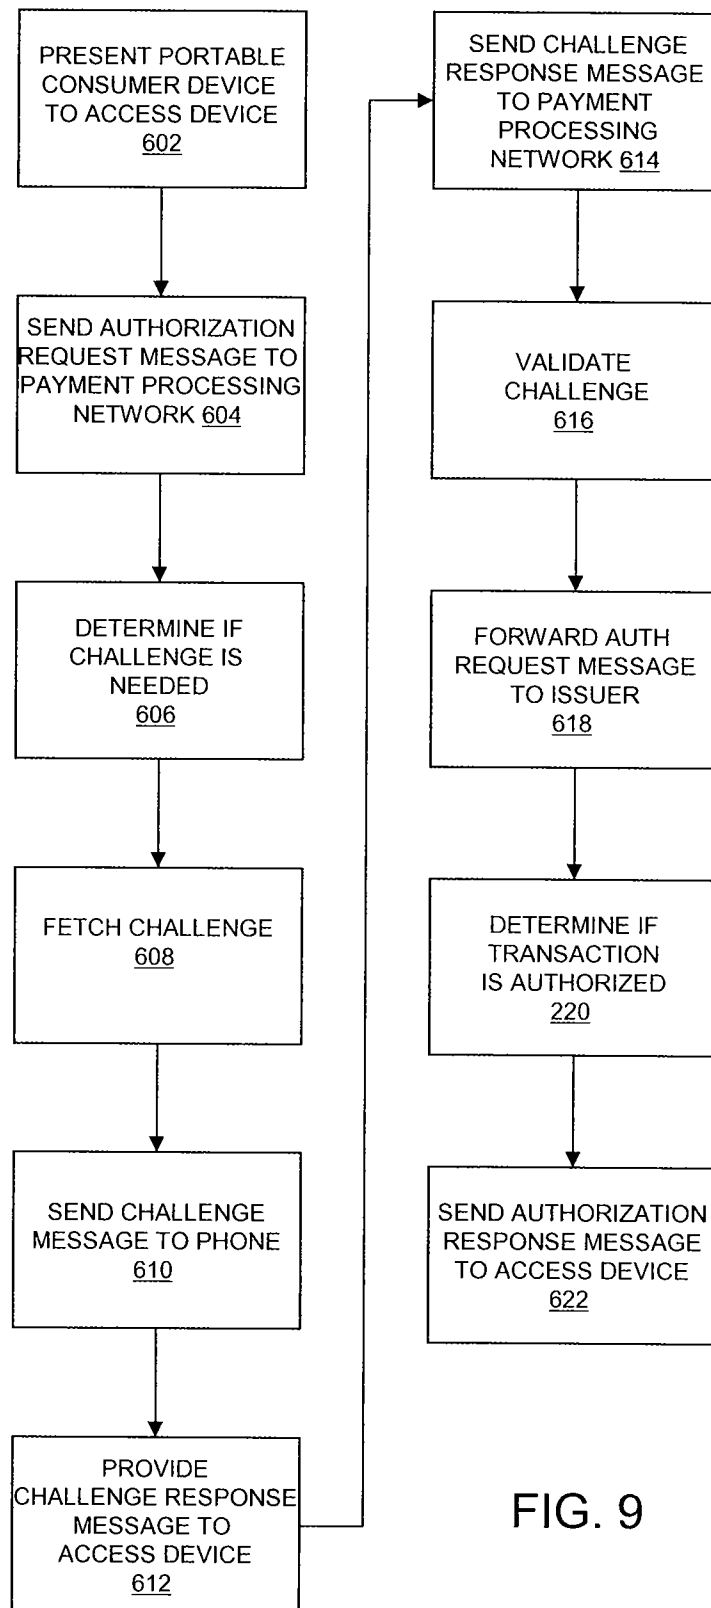 PRESENT PORTABLE
CONSUMER DEVICE
TO ACCESS DEVICE
602
SEND AUTHORIZATION
REQUEST MESSAGE TO
PAYMENT PROCESSING
NETWORK 604
DETERMINE IF
CHALLENGE IS
NEEDED
606
FETCH CHALLENGE
608
SEND CHALLENGE
MESSAGE TO PHONE
610
PROVIDE
CHALLENGE RESPONSE
MESSAGE TO
ACCESS DEVICE
612
SEND CHALLENGE
RESPONSE MESSAGE
TO PAYMENT
PROCESSING
NETWORK 614
VALIDATE
CHALLENGE
616
FORWARD AUTH
REQUEST MESSAGE
TO ISSUER
618
DETERMINE IF
TRANSACTION
IS AUTHORIZED
220
SEND AUTHORIZATION
RESPONSE MESSAGE
TO ACCESS DEVICE
622
FIG. 9